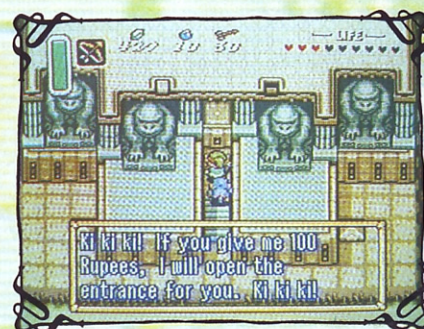 LIFE
10 30
Ki ki ki! If you give me 100
Rupees, I will open the
entrance for you. Ki ki ki!